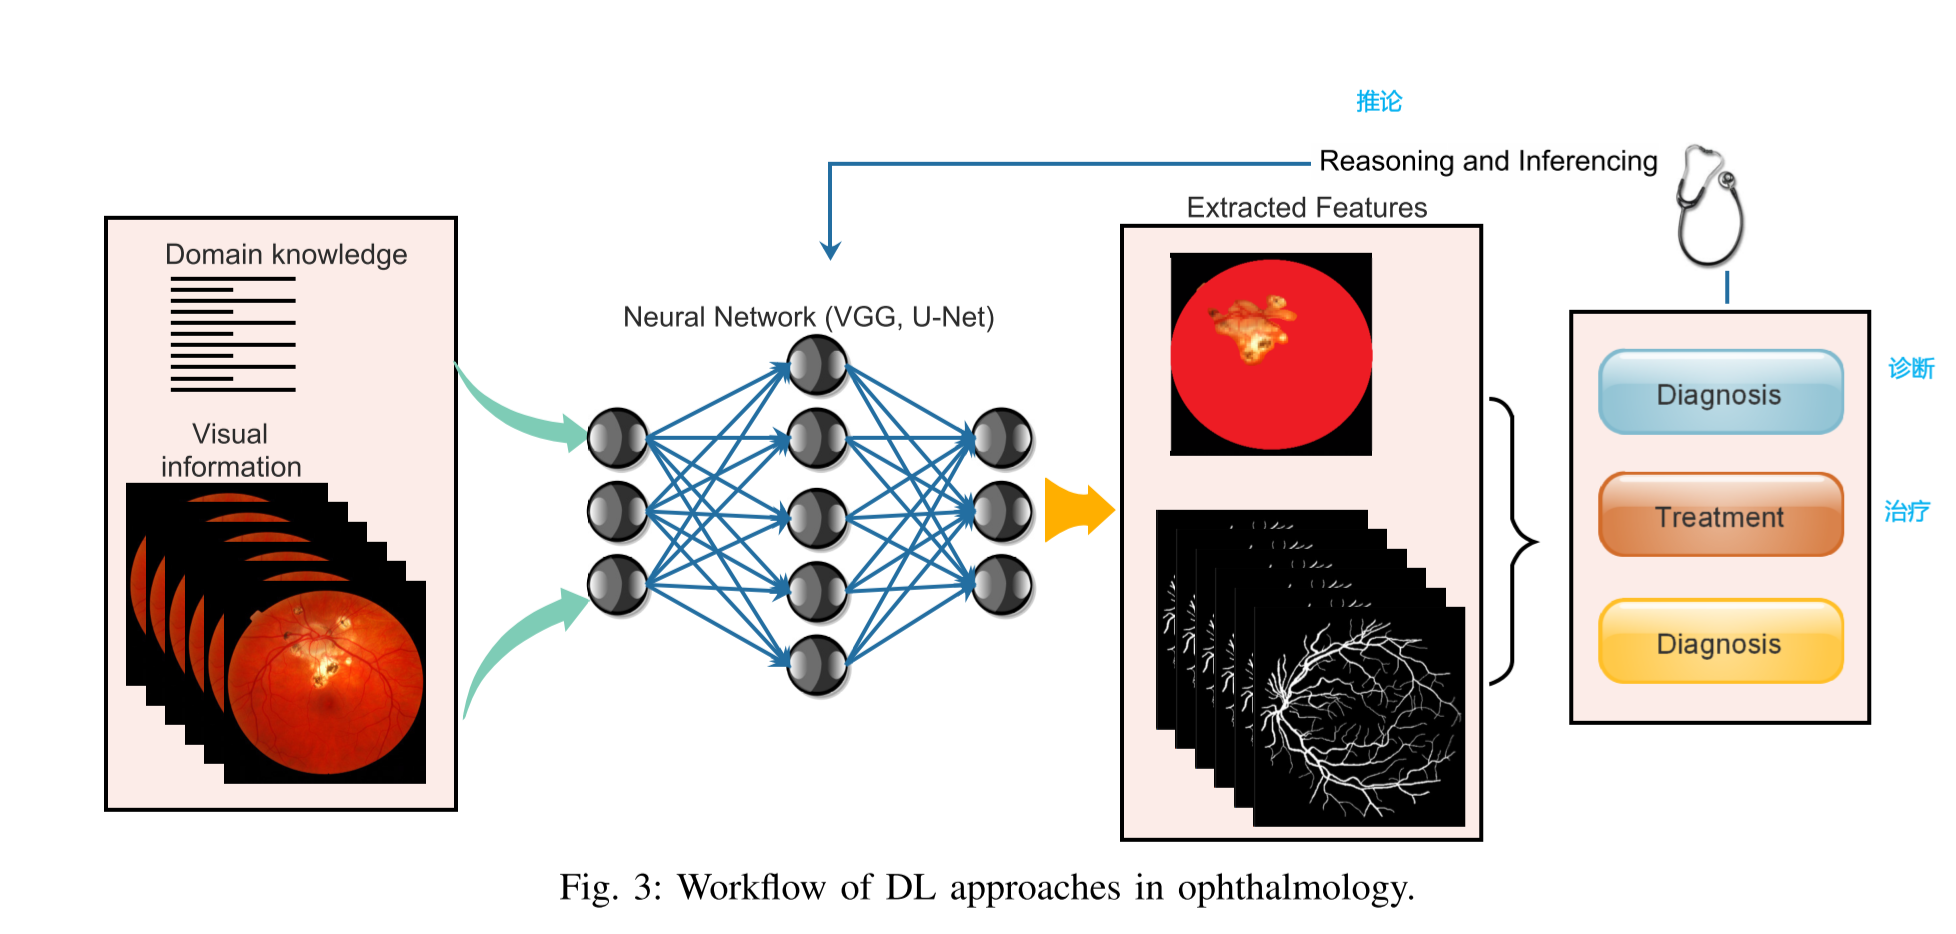 推论
Reasoning and Inferencing
Extracted Features
Domain knowledge
Visual
information
Neural Network (VGG, U-Net)
Diagnosis
诊断
Treatment
治疗
Diagnosis
Fig. 3: Workflow of DL approaches in ophthalmology.